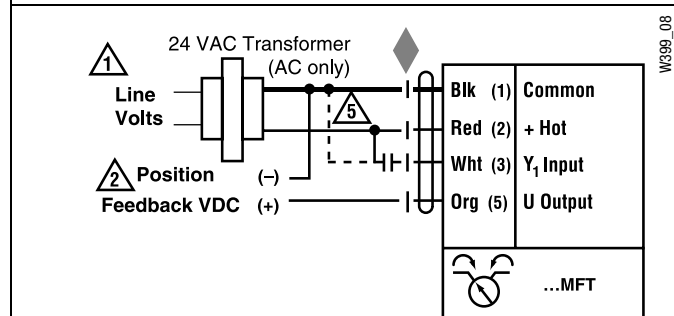 W399_08
24 VAC Transformer
(AC only)
1
Line
Volts
5
2
Position (–)
Feedback VDC (+)
Blk (1) Common
Red (2) + Hot
Wht (3) Y₁ Input
Org (5) U Output
...MFT